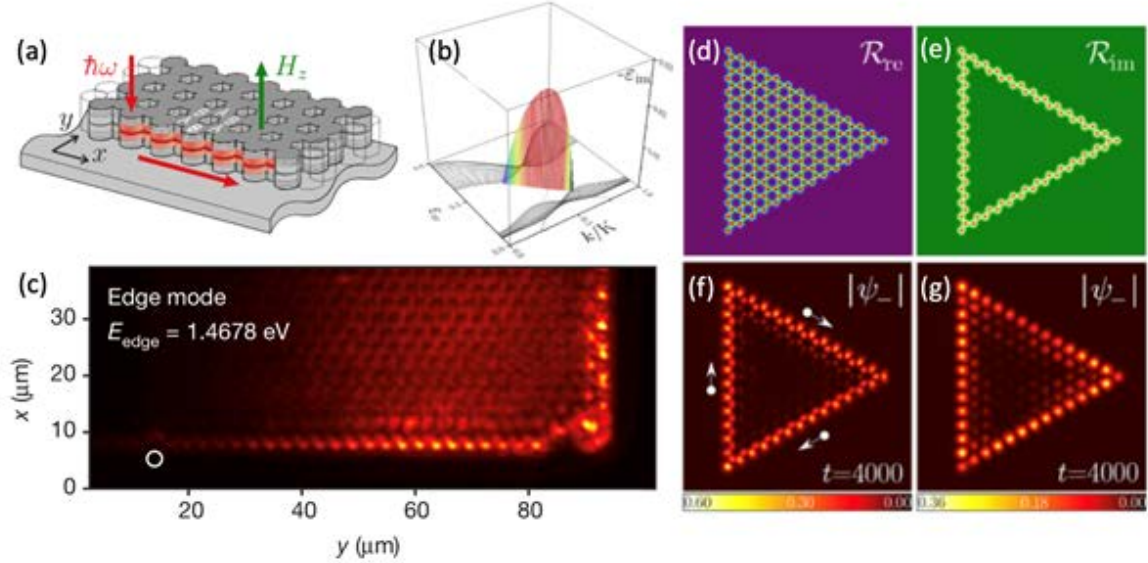 (a)
ħω
H_z
y
x
(b)
-ε_im
k/K
(c)
Edge mode
E_edge = 1.4678 eV
x (μm)
30
20
10
0
20
40
60
80
y (μm)
(d)
ℛ_re
(e)
ℛ_im
(f)
|ψ_-|
t=4000
0.60
0.30
0.00
(g)
|ψ_-|
t=4000
0.36
0.18
0.00